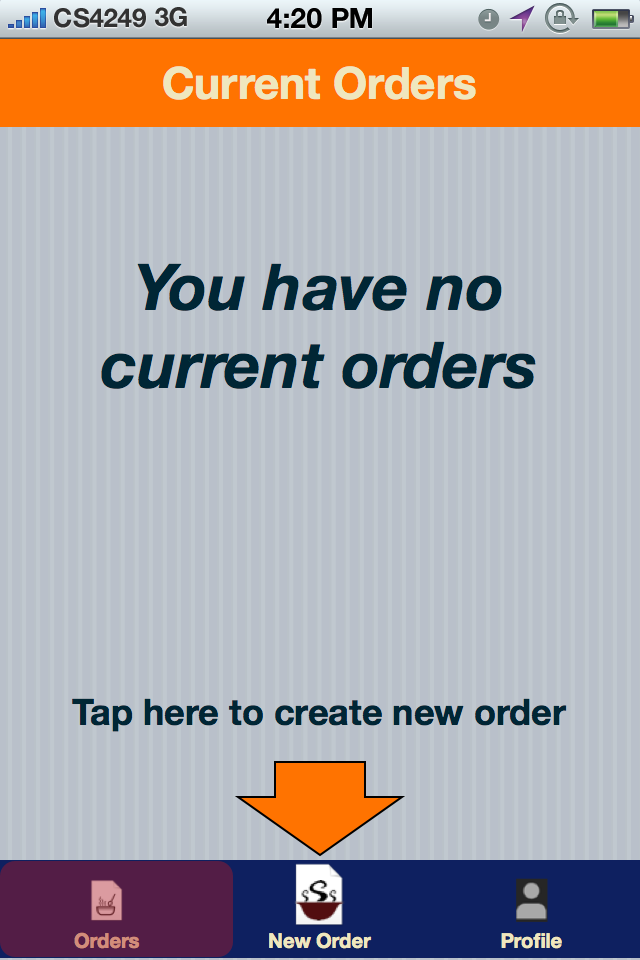 CS4249 3G 4:20 PM
Current Orders
You have no
current orders
Tap here to create new order
Orders New Order Profile